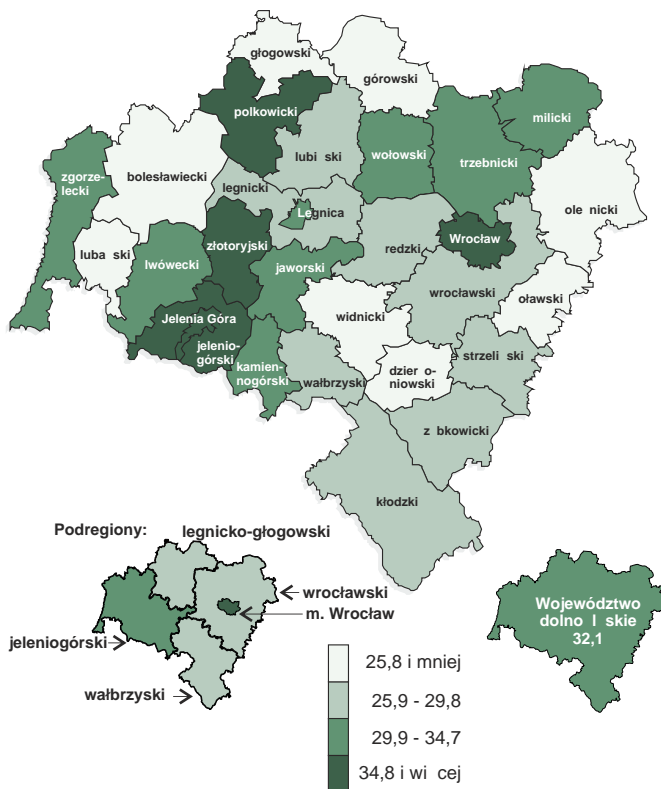 głogowski
górowski
polkowicki
milicki
lubi ski
wołowski
trzebnicki
zgorze-
lecki
bolesławiecki
legnicki
Legnica
ole nicki
luba ski
złotoryjski
redzki
Wrocław
lwówecki
jaworski
wrocławski
oławski
Jelenia Góra
widnicki
jelenio-
górski
kamien-
nogórski
wałbrzyski
dzier o-
niowski
strzeli ski
z bkowicki
kłodzki
Podregiony:
legnicko-głogowski
wrocławski
m. Wrocław
jeleniogórski
wałbrzyski
Województwo
dolno l skie
32,1
25,8 i mniej
25,9 - 29,8
29,9 - 34,7
34,8 i wi cej